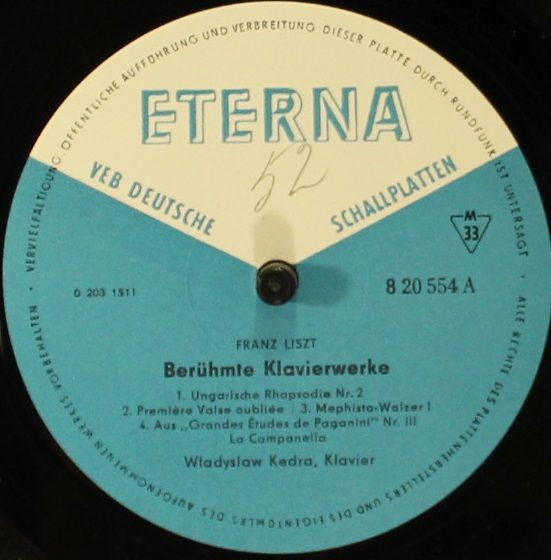 VERVIELFÄLTIGUNG, ÖFFENTLICHE AUFFÜHRUNG UND VERBREITUNG DIESER PLATTE DURCH RUNDFUNK IST UNTERSAGT · ALLE RECHTE DES PLATTENHERSTELLERS UND DES EIGENTÜMERS DES AUFGENOMMENEN WERKES VORBEHALTEN ·
ETERNA
52
VEB DEUTSCHE SCHALLPLATTEN
M
33
D 203 1511
8 20 554 A
FRANZ LISZT
Berühmte Klavierwerke
1. Ungarische Rhapsodie Nr. 2
2. Première Valse oubliée / 3. Mephisto-Walzer I
4. Aus „Grandes Études de Paganini" Nr. III
La Campanella
Wladyslaw Kedra, Klavier